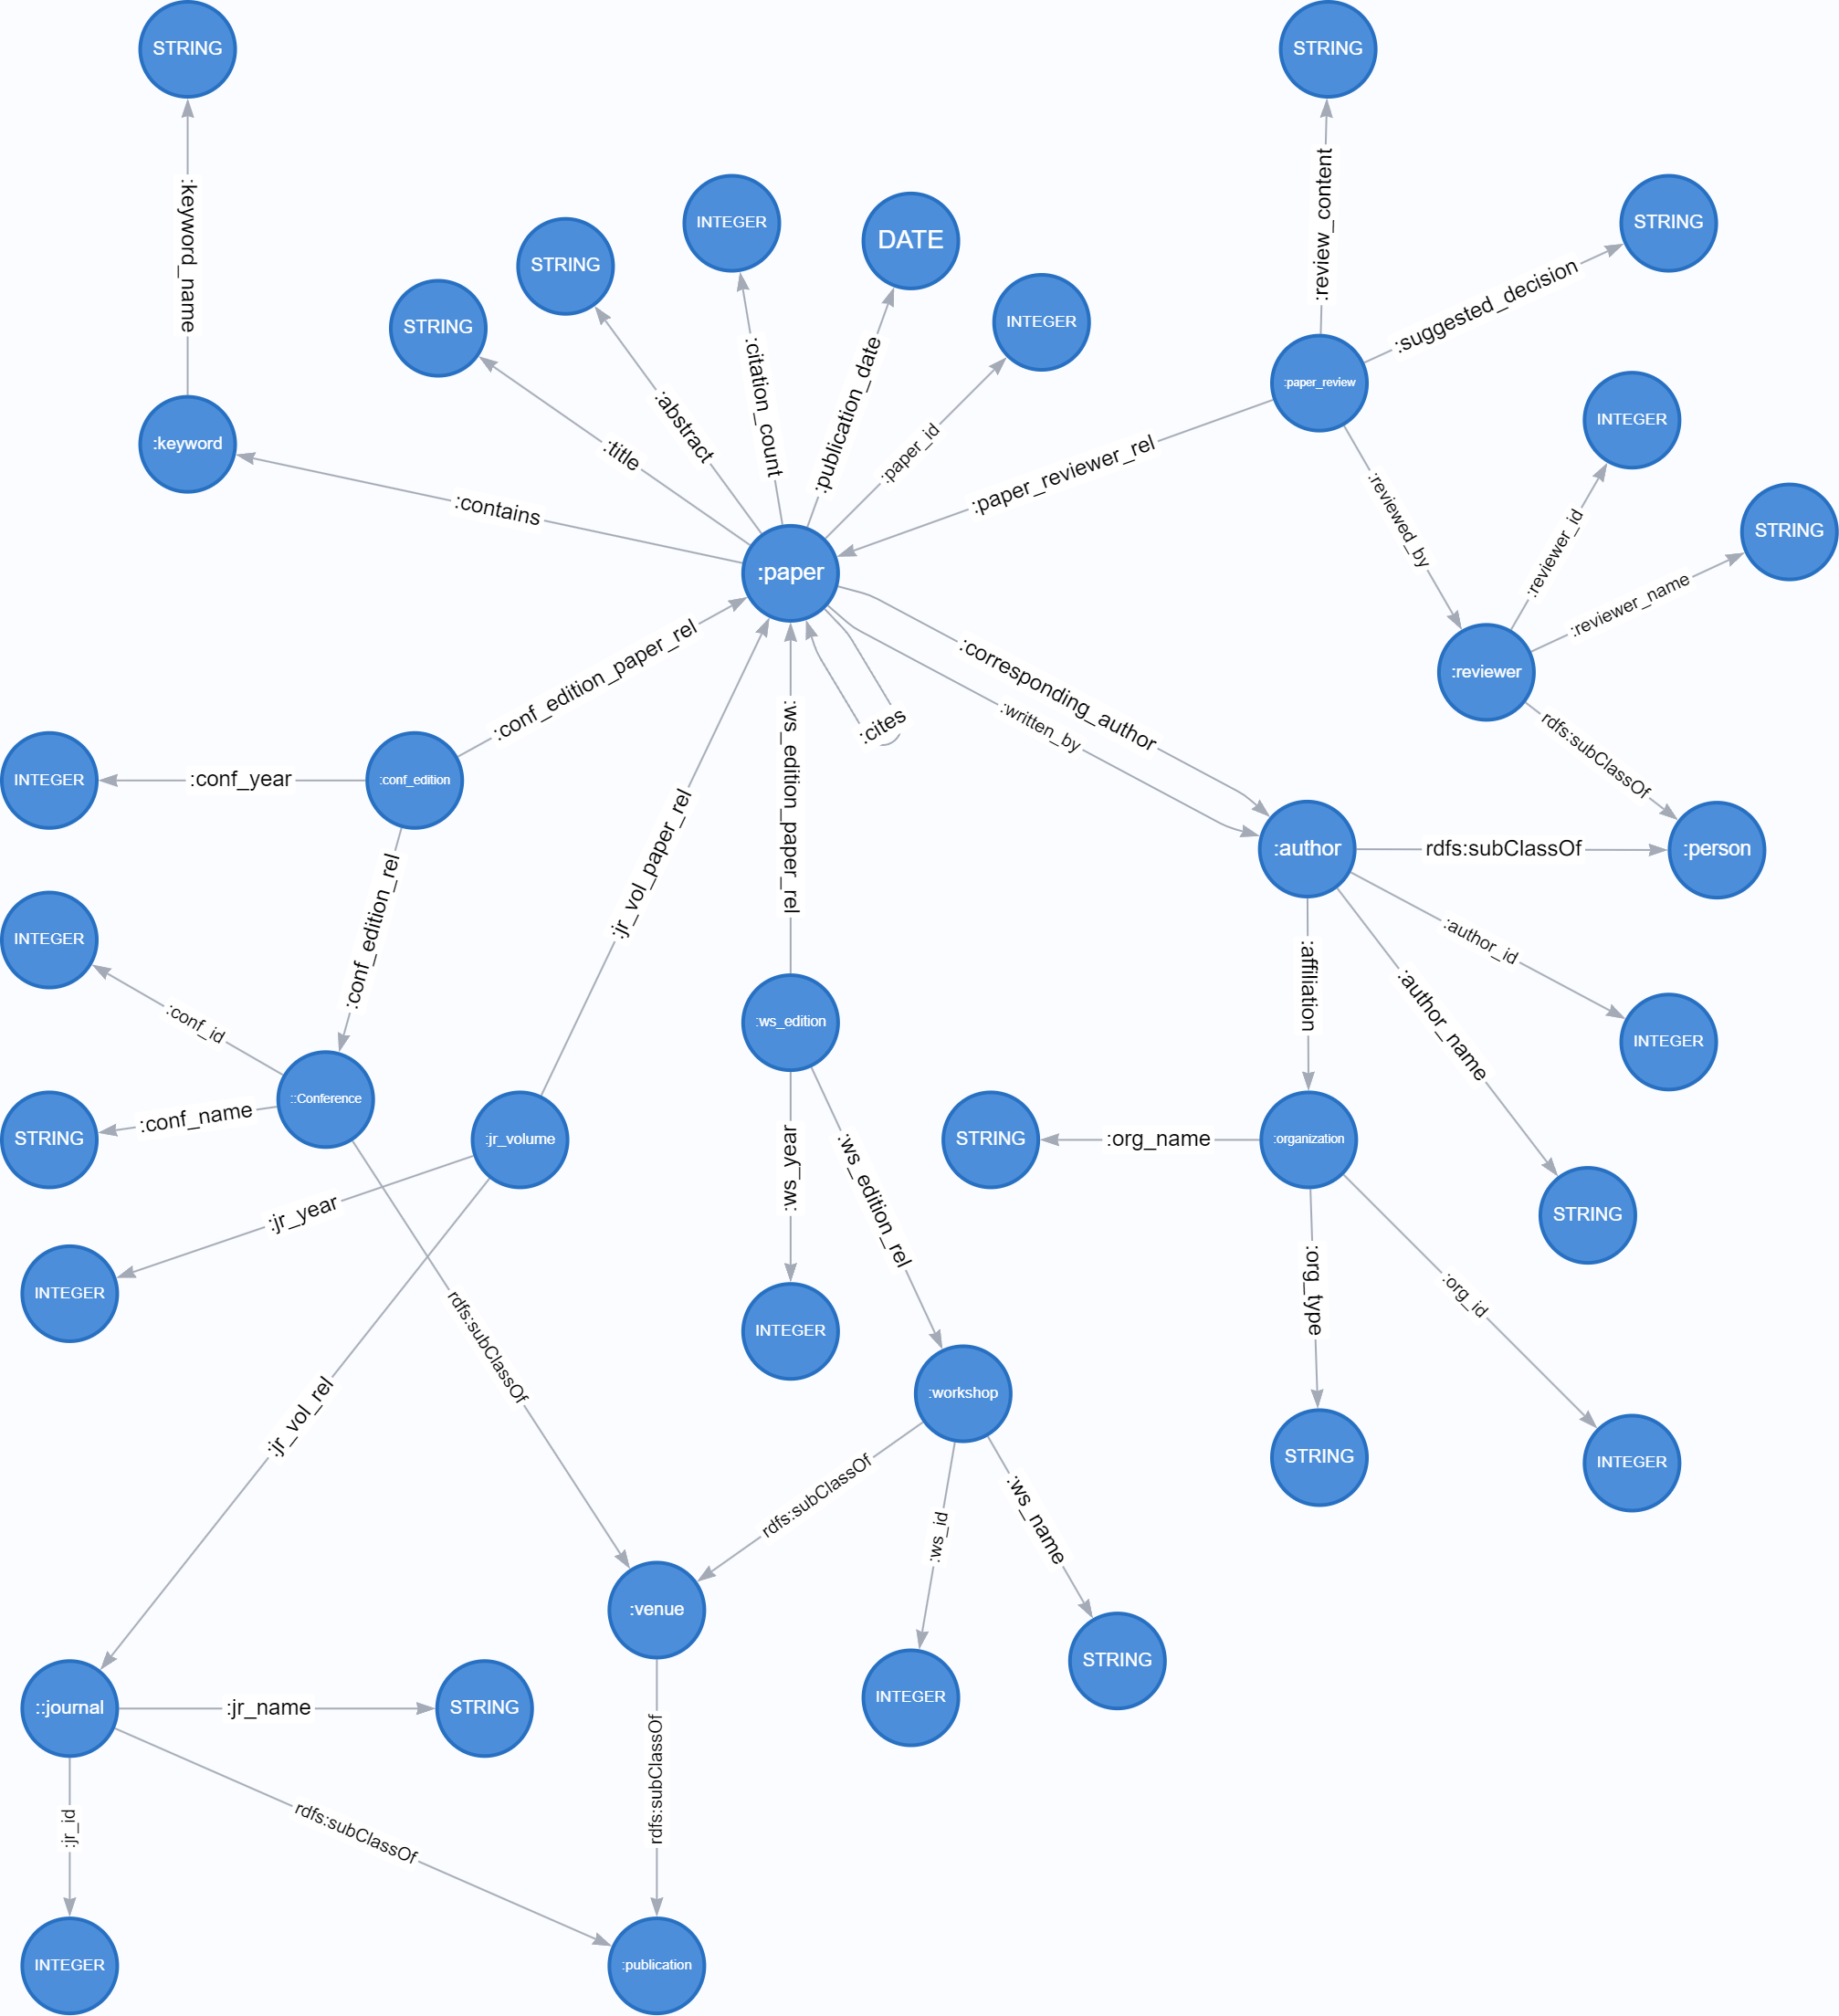 STRING
STRING
:keyword_name
:review_content
INTEGER
DATE
STRING
STRING
STRING
INTEGER
:suggested_decision
:citation_count
:publication_date
:paper_review
INTEGER
:abstract
:title
:paper_id
:keyword
:contains
:paper_reviewer_rel
:reviewed_by
:reviewer_id
STRING
:reviewer_name
:paper
:conf_edition_paper_rel
:corresponding_author
:written_by
:cites
:reviewer
rdfs:subClassOf
INTEGER
:conf_year
:conf_edition
:ws_edition_paper_rel
:jr_vol_paper_rel
:author
rdfs:subClassOf
:person
INTEGER
:conf_edition_rel
:affiliation
:author_id
:author_name
:conf_id
:ws_edition
INTEGER
::Conference
STRING
:conf_name
:jr_volume
:ws_year
:ws_edition_rel
STRING
:org_name
:organization
:jr_year
STRING
INTEGER
rdfs:subClassOf
INTEGER
:org_type
:org_id
:jr_vol_rel
:workshop
STRING
INTEGER
rdfs:subClassOf
:ws_id
:ws_name
:venue
STRING
::journal
:jr_name
STRING
INTEGER
rdfs:subClassOf
:jr_id
rdfs:subClassOf
INTEGER
:publication